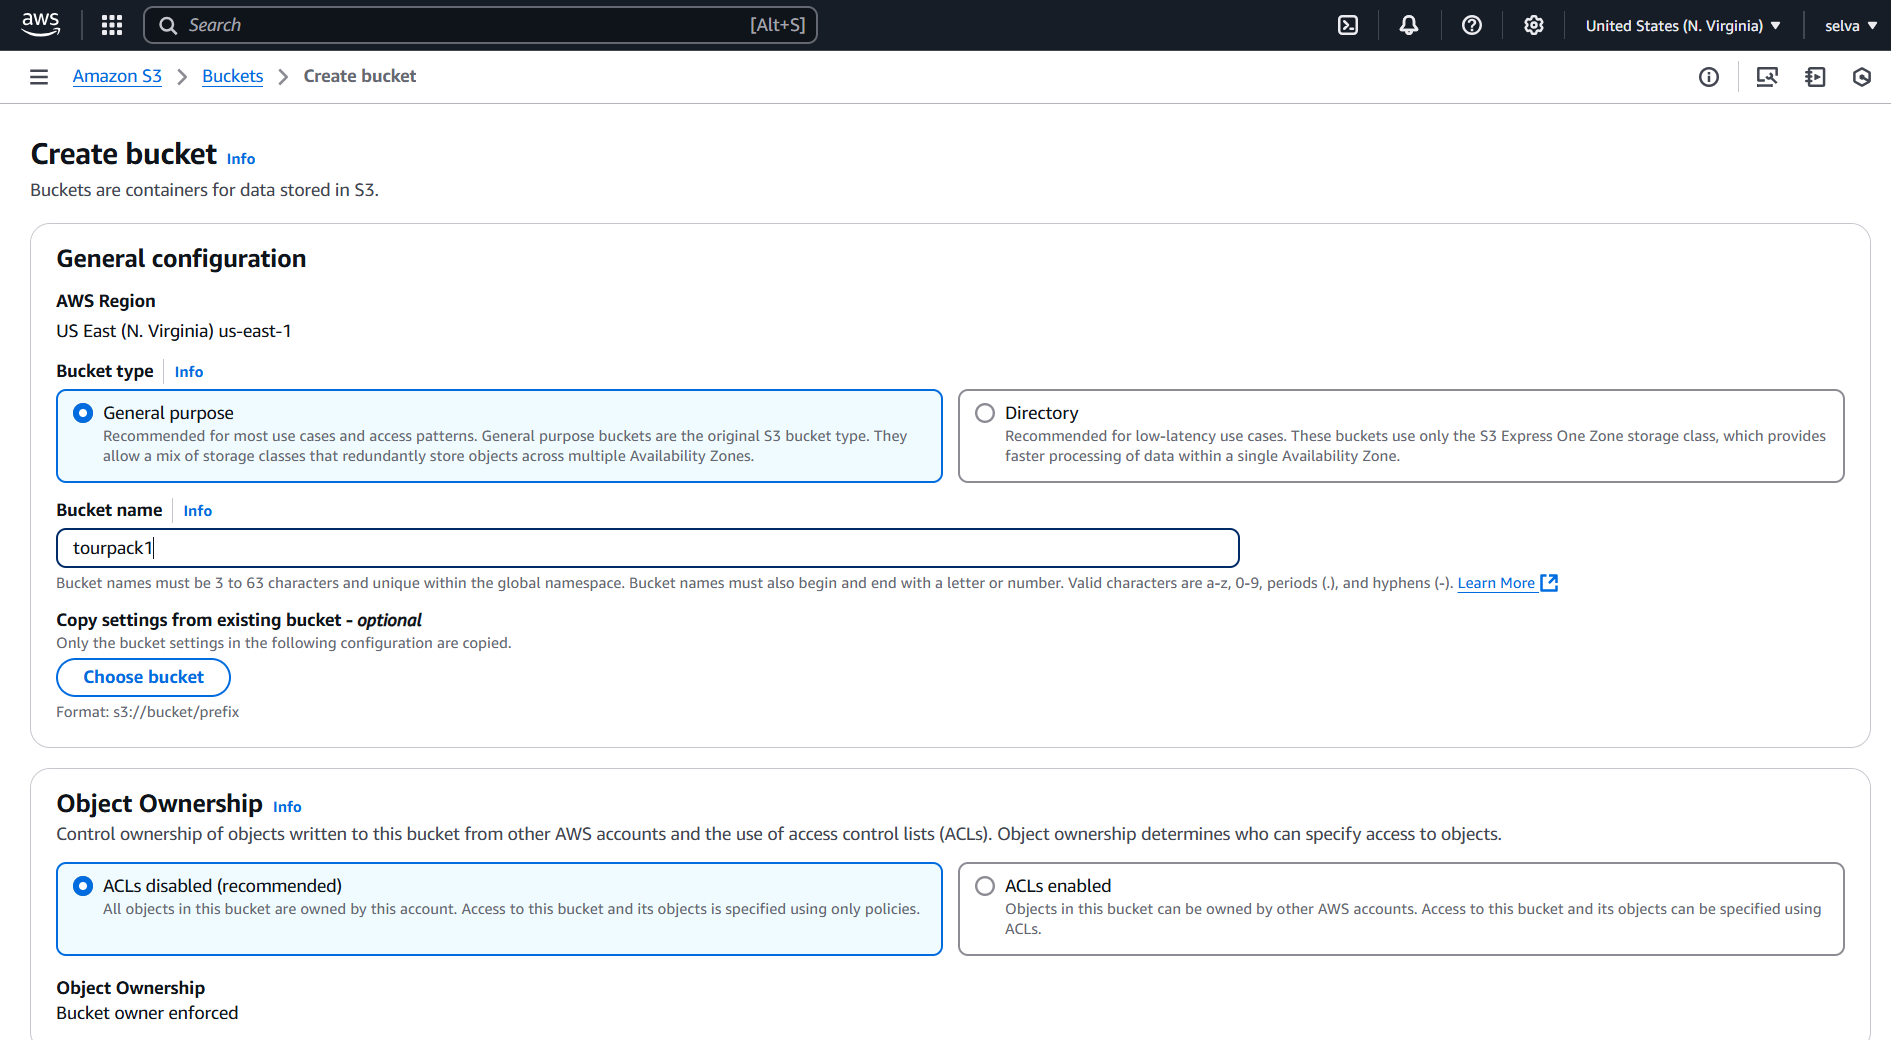 aws
Search [Alt+S]
United States (N. Virginia)
selva
Amazon S3 > Buckets > Create bucket
Create bucket Info
Buckets are containers for data stored in S3.
General configuration
AWS Region
US East (N. Virginia) us-east-1
Bucket type Info
General purpose
Recommended for most use cases and access patterns. General purpose buckets are the original S3 bucket type. They
allow a mix of storage classes that redundantly store objects across multiple Availability Zones.
Directory
Recommended for low-latency use cases. These buckets use only the S3 Express One Zone storage class, which provides
faster processing of data within a single Availability Zone.
Bucket name Info
tourpack1
Bucket names must be 3 to 63 characters and unique within the global namespace. Bucket names must also begin and end with a letter or number. Valid characters are a-z, 0-9, periods (.), and hyphens (-). Learn More
Copy settings from existing bucket - optional
Only the bucket settings in the following configuration are copied.
Choose bucket
Format: s3://bucket/prefix
Object Ownership Info
Control ownership of objects written to this bucket from other AWS accounts and the use of access control lists (ACLs). Object ownership determines who can specify access to objects.
ACLs disabled (recommended)
All objects in this bucket are owned by this account. Access to this bucket and its objects is specified using only policies.
ACLs enabled
Objects in this bucket can be owned by other AWS accounts. Access to this bucket and its objects can be specified using
ACLs.
Object Ownership
Bucket owner enforced